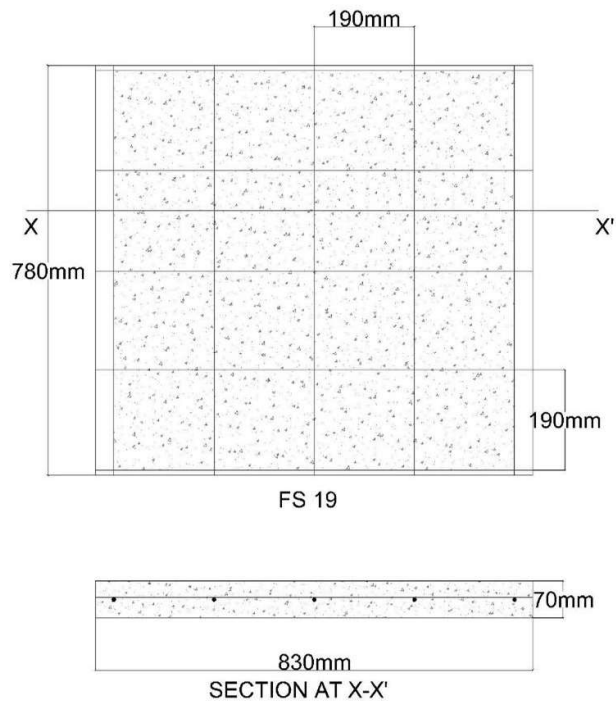 190mm
X
X'
780mm
190mm
FS 19
70mm
830mm
SECTION AT X-X'